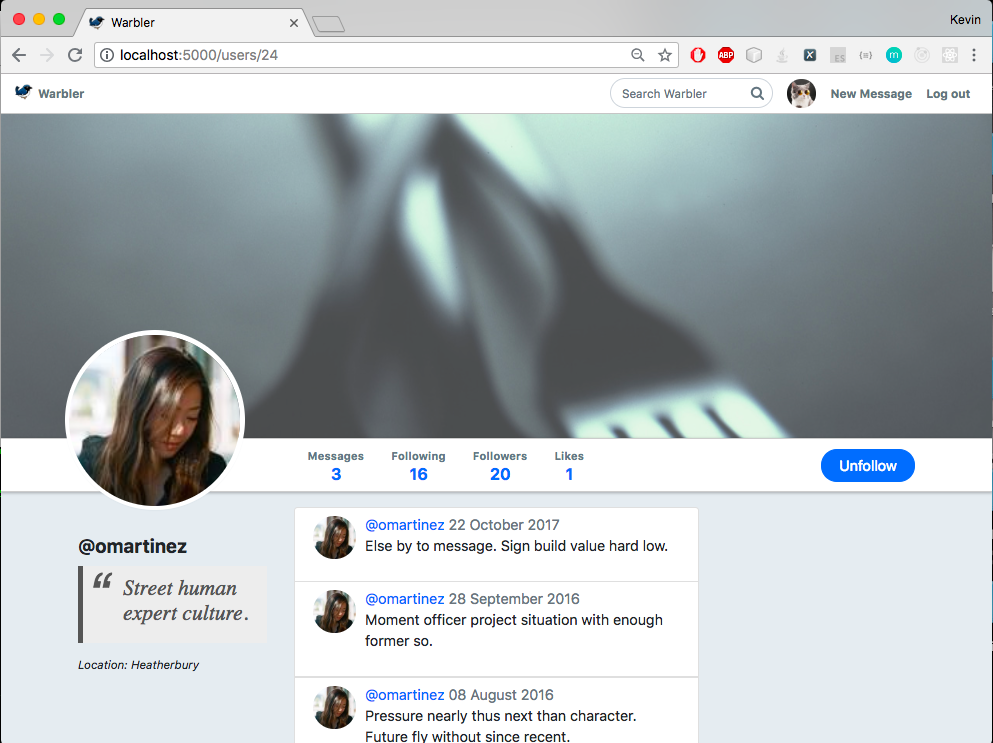 Warbler
Kevin
localhost:5000/users/24
ABP
Warbler
Search Warbler
New Message
Log out
Messages
Following
Followers
Likes
3
16
20
1
Unfollow
@omartinez
“ Street human
expert culture.
Location: Heatherbury
@omartinez 22 October 2017
Else by to message. Sign build value hard low.
@omartinez 28 September 2016
Moment officer project situation with enough
former so.
@omartinez 08 August 2016
Pressure nearly thus next than character.
Future fly without since recent.